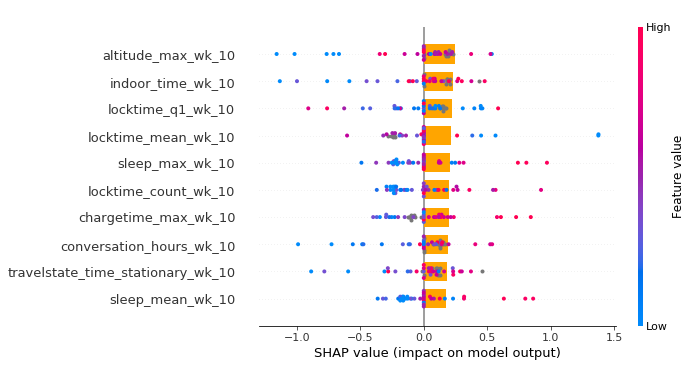 High
altitude_max_wk_10
indoor_time_wk_10
locktime_q1_wk_10
locktime_mean_wk_10
sleep_max_wk_10
locktime_count_wk_10
chargetime_max_wk_10
conversation_hours_wk_10
travelstate_time_stationary_wk_10
sleep_mean_wk_10
Feature value
Low
−1.0 −0.5 0.0 0.5 1.0 1.5
SHAP value (impact on model output)